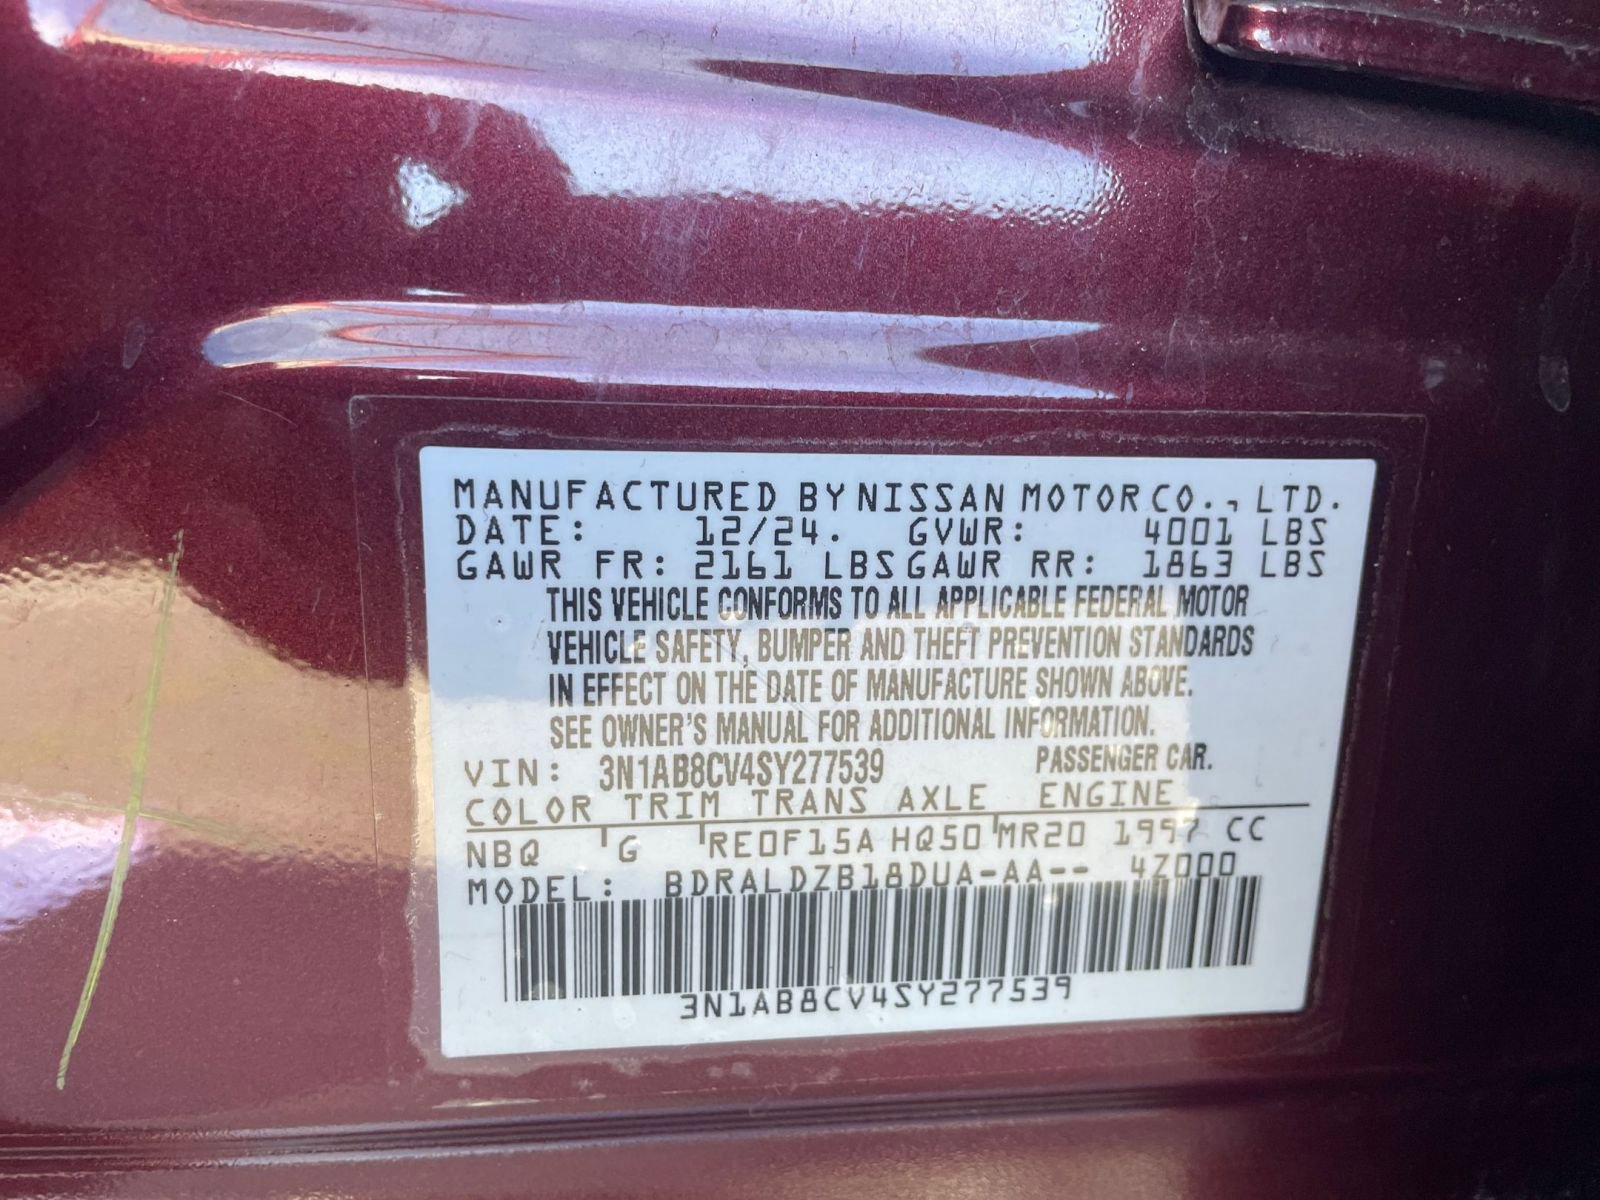 MANUFACTURED BY NISSAN MOTOR CO., LTD.
DATE: 12/24. GVWR: 4001 LBS
GAWR FR: 2161 LBS GAWR RR: 1863 LBS
THIS VEHICLE CONFORMS TO ALL APPLICABLE FEDERAL MOTOR
VEHICLE SAFETY, BUMPER AND THEFT PREVENTION STANDARDS
IN EFFECT ON THE DATE OF MANUFACTURE SHOWN ABOVE.
SEE OWNER'S MANUAL FOR ADDITIONAL INFORMATION.
VIN: 3N1AB8CV4SY277539 PASSENGER CAR.
COLOR TRIM TRANS AXLE ENGINE
NBQ G RE0F15A HQ50 MR20 1997 CC
MODEL: BDRALDZB18DUA-AA-- 4Z000
3N1AB8CV4SY277539